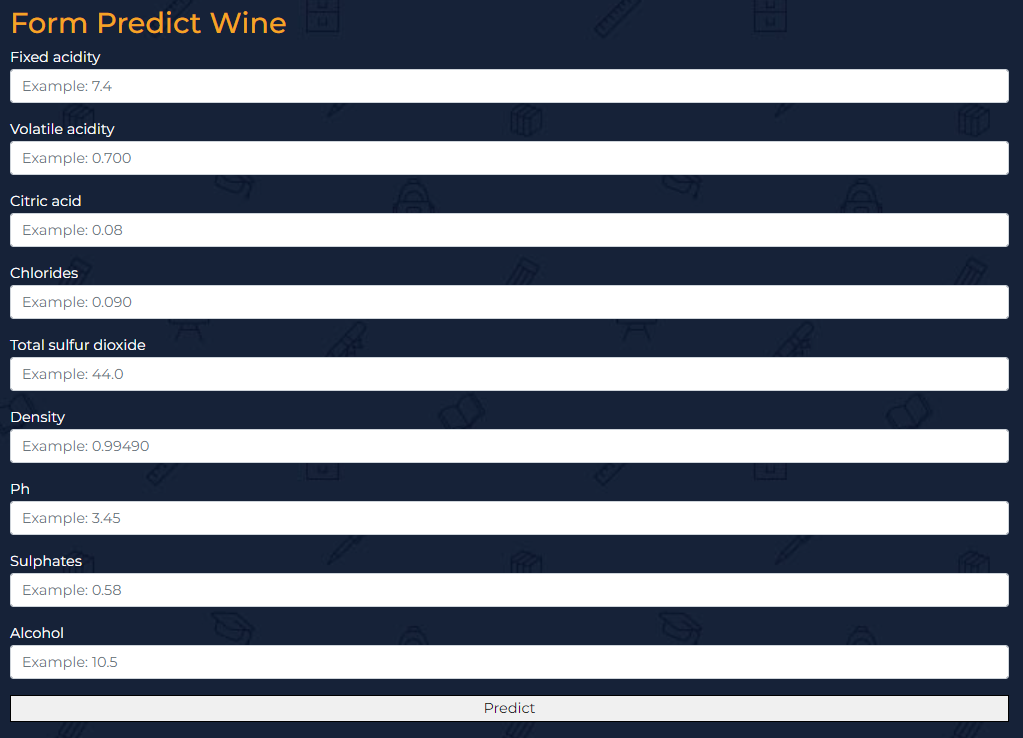 Form Predict Wine
Fixed acidity
Example: 7.4
Volatile acidity
Example: 0.700
Citric acid
Example: 0.08
Chlorides
Example: 0.090
Total sulfur dioxide
Example: 44.0
Density
Example: 0.99490
Ph
Example: 3.45
Sulphates
Example: 0.58
Alcohol
Example: 10.5
Predict